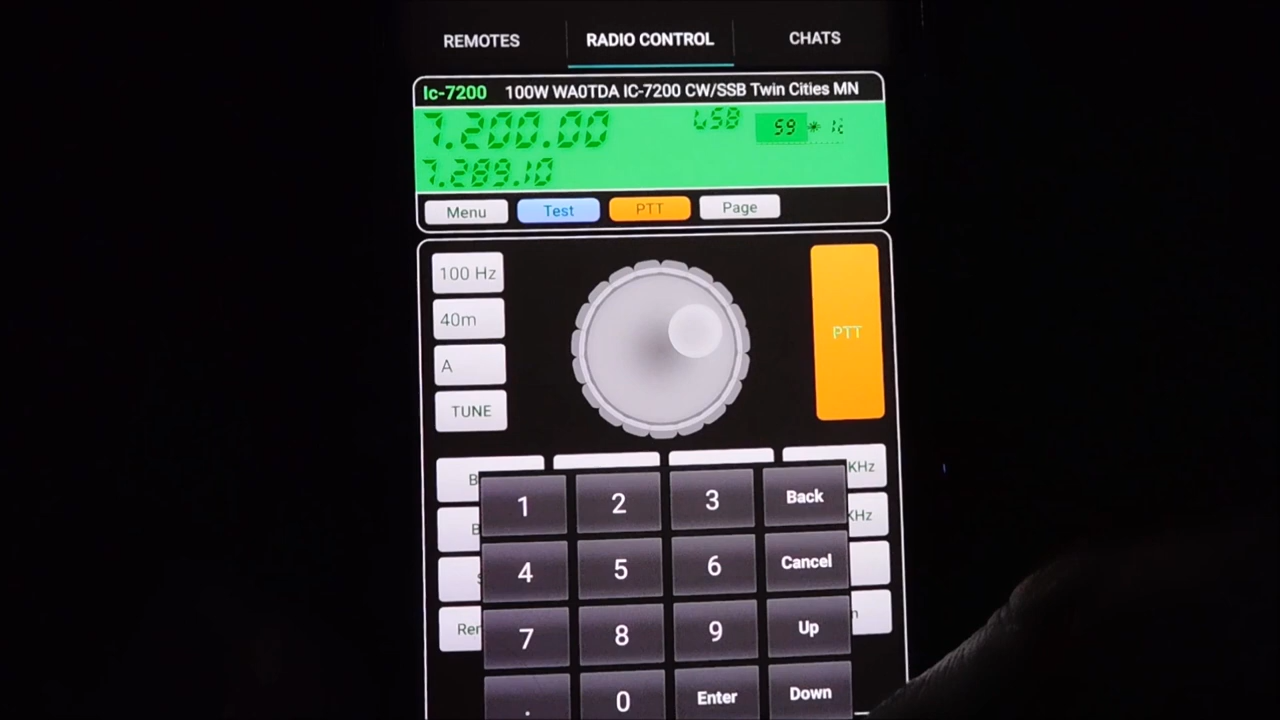 REMOTES RADIO CONTROL CHATS
Ic-7200 100W WA0TDA IC-7200 CW/SSB Twin Cities MN
7.200.00 LSB 59
7.289.10
Menu Test PTT Page
100 Hz
40m
A
TUNE
PTT
KHz
KHz
1 2 3 Back
4 5 6 Cancel
7 8 9 Up
. 0 Enter Down